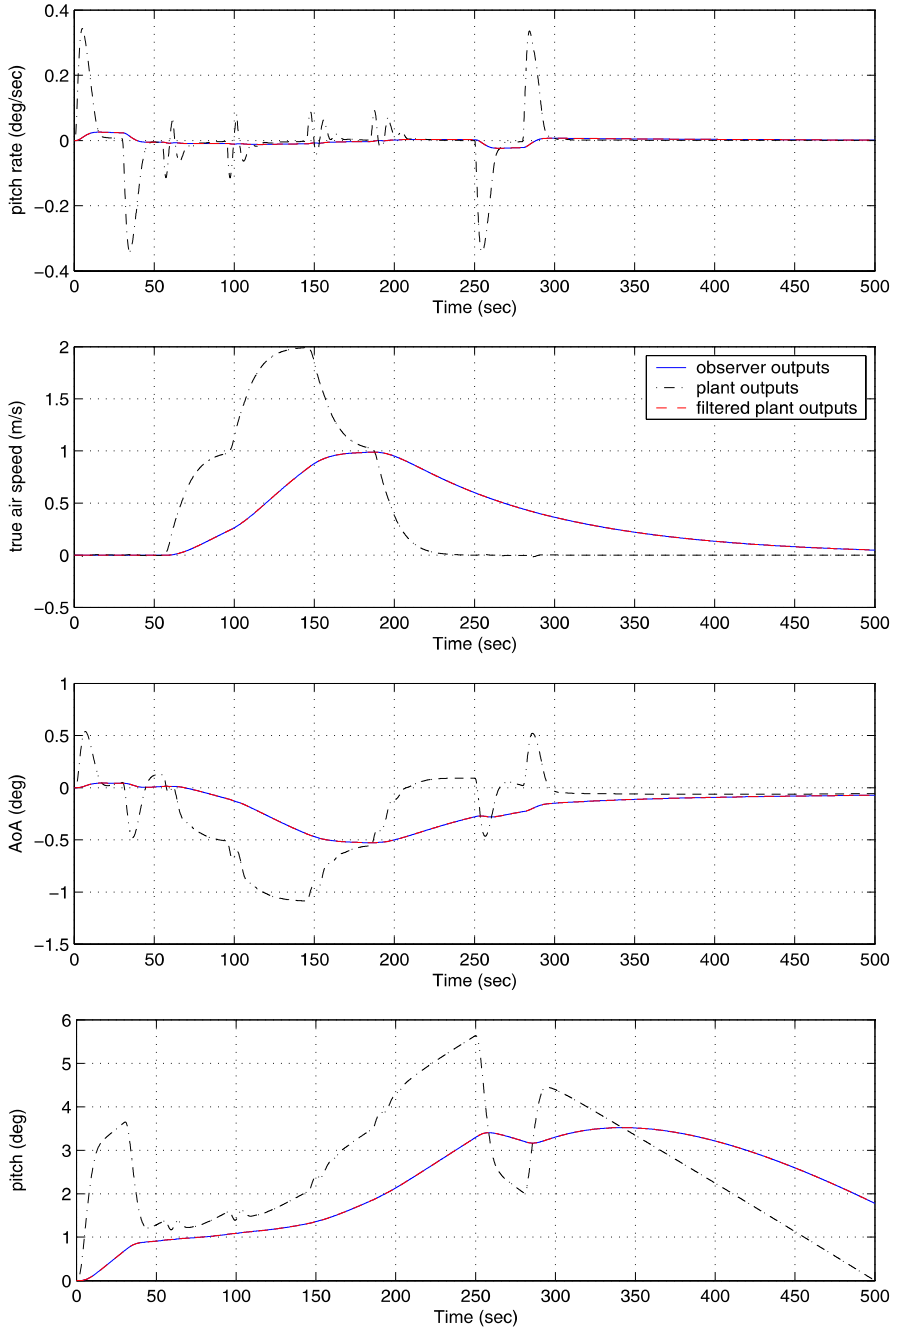 pitch rate (deg/sec)
0.4
0.2
0
−0.2
−0.4
0 50 100 150 200 250 300 350 400 450 500
Time (sec)
true air speed (m/s)
2
1.5
1
0.5
0
−0.5
observer outputs
plant outputs
filtered plant outputs
0 50 100 150 200 250 300 350 400 450 500
Time (sec)
AoA (deg)
1
0.5
0
−0.5
−1
−1.5
0 50 100 150 200 250 300 350 400 450 500
Time (sec)
pitch (deg)
6
5
4
3
2
1
0
0 50 100 150 200 250 300 350 400 450 500
Time (sec)